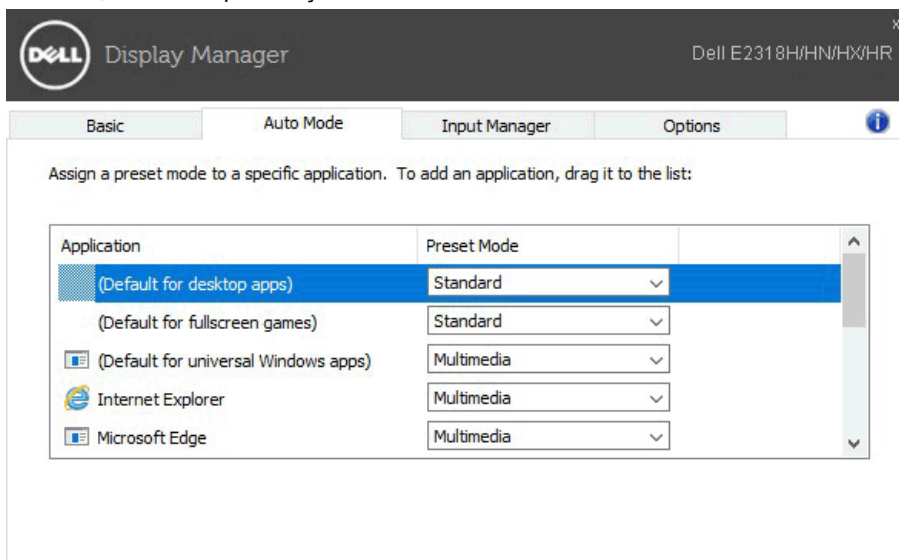 DELL Display Manager
x
Dell E2318H/HN/HX/HR
Basic Auto Mode Input Manager Options i
Assign a preset mode to a specific application. To add an application, drag it to the list:
Application Preset Mode
(Default for desktop apps) Standard
(Default for fullscreen games) Standard
(Default for universal Windows apps) Multimedia
Internet Explorer Multimedia
Microsoft Edge Multimedia